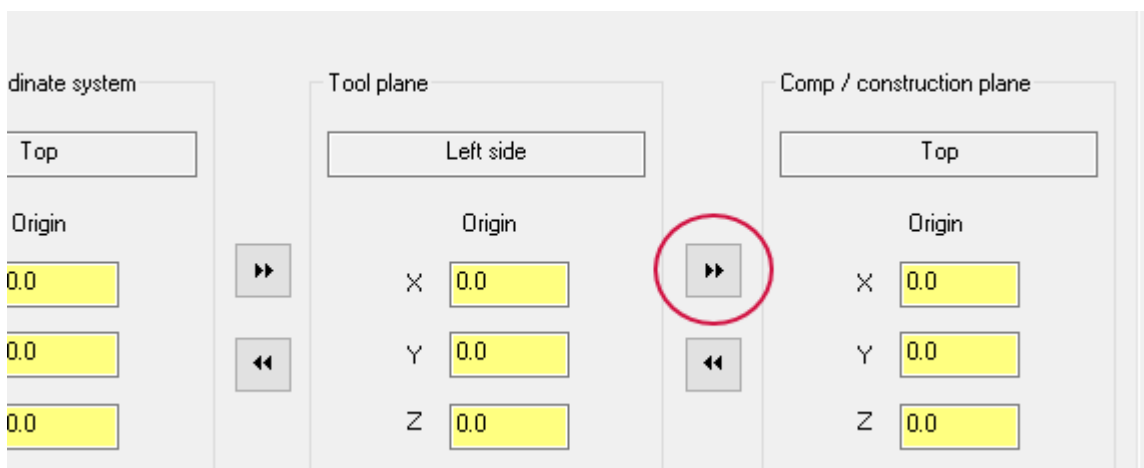 dinate system Tool plane Comp / construction plane
Top Left side Top
Origin Origin Origin
0.0 X 0.0 X 0.0
0.0 Y 0.0 Y 0.0
0.0 Z 0.0 Z 0.0